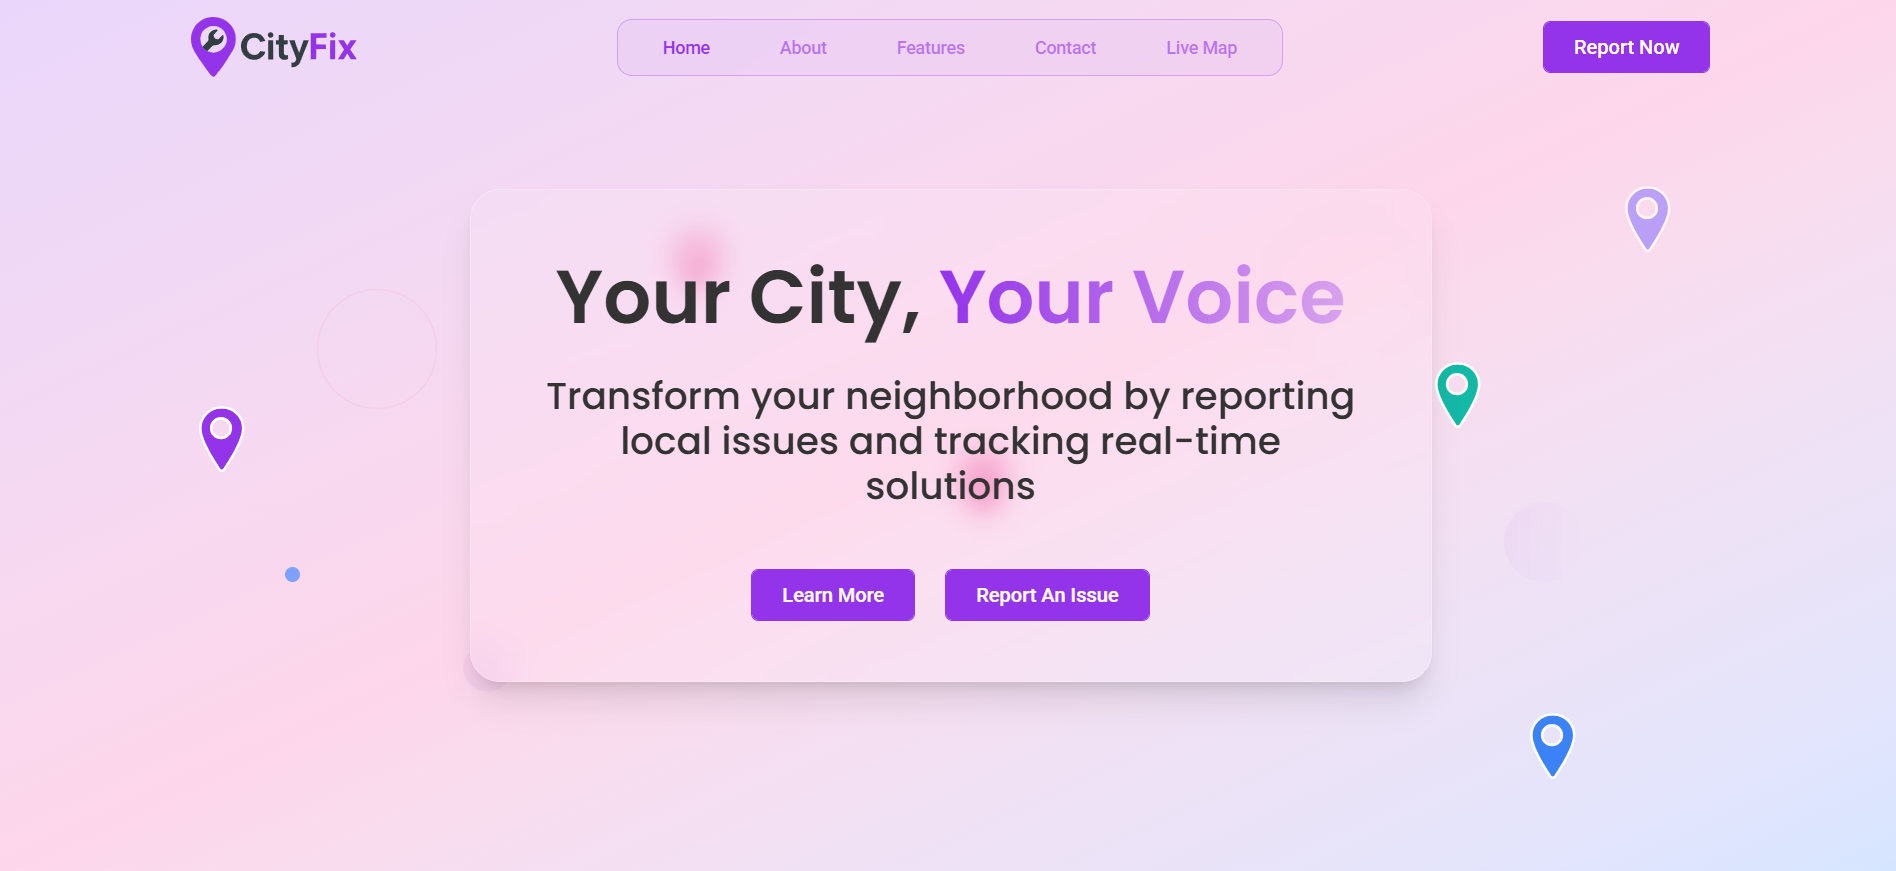 CityFix
Home
About
Features
Contact
Live Map
Report Now
Your City, Your Voice
Transform your neighborhood by reporting
local issues and tracking real-time
solutions
Learn More
Report An Issue